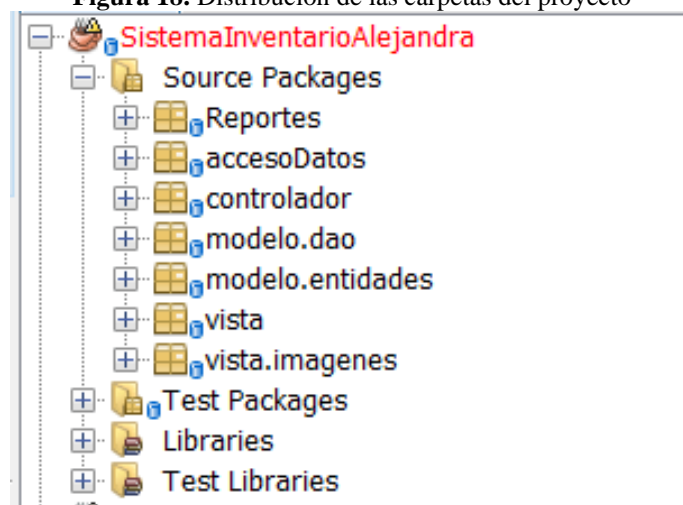 Figura 18. Distribución de las carpetas del proyecto
SistemaInventarioAlejandra
Source Packages
Reportes
accesoDatos
controlador
modelo.dao
modelo.entidades
vista
vista.imagenes
Test Packages
Libraries
Test Libraries